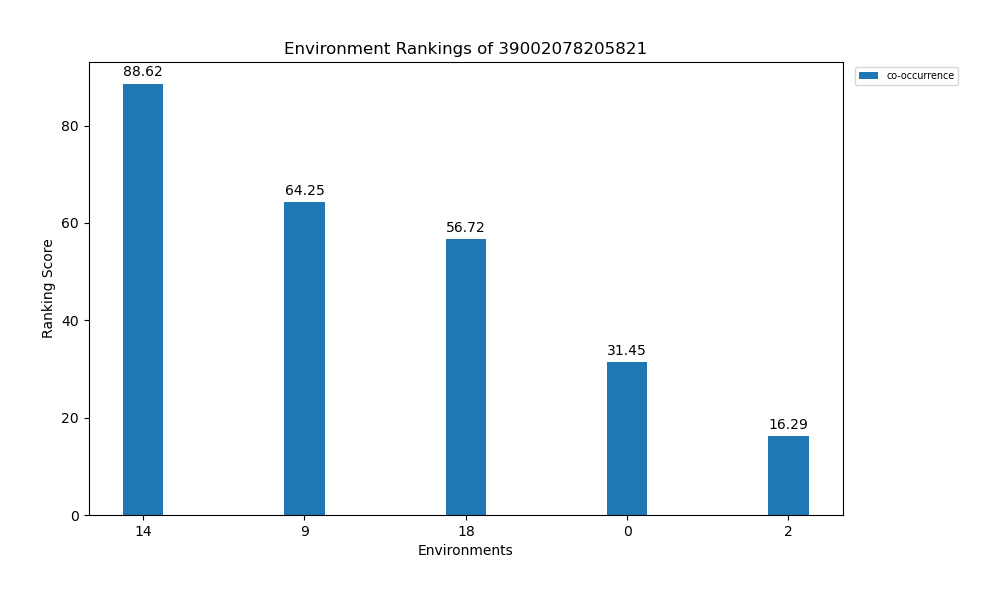 Environment Rankings of 39002078205821
88.62
64.25
56.72
31.45
16.29
co-occurrence
Ranking Score
80
60
40
20
0
14 9 18 0 2
Environments